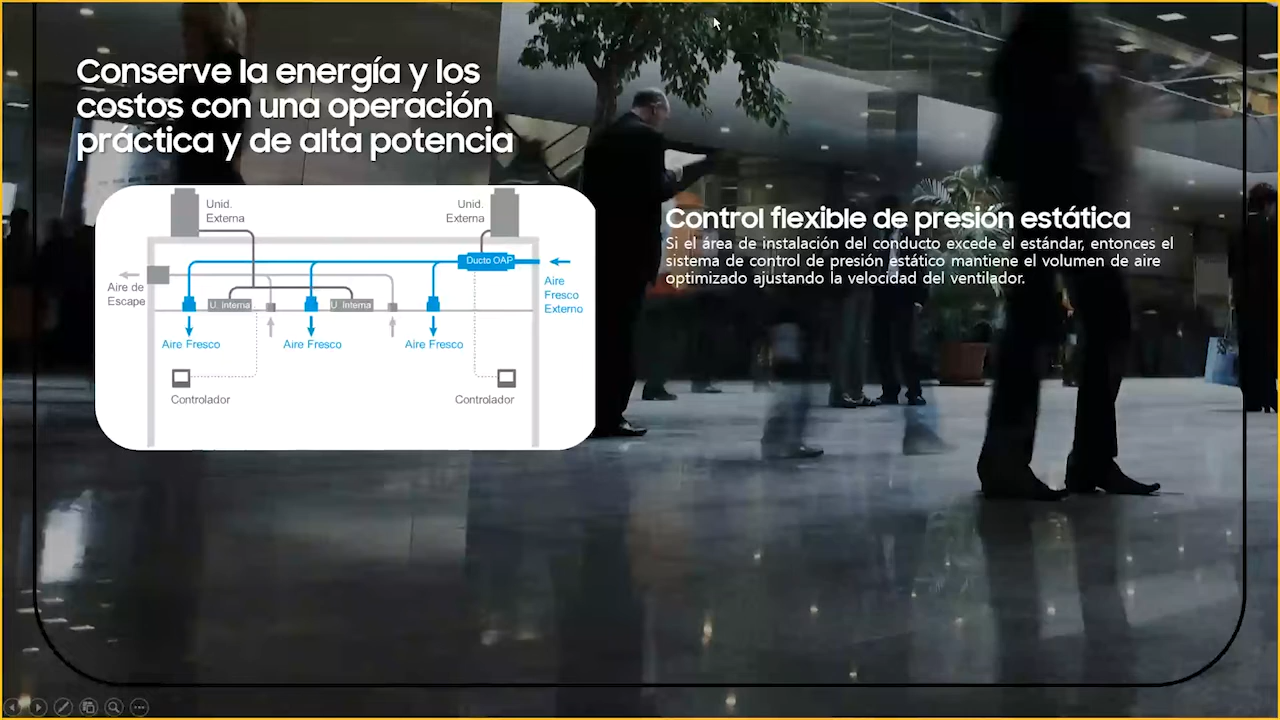 Conserve la energía y los
costos con una operación
práctica y de alta potencia
Unid.
Externa
Unid.
Externa
Ducto OAP
Aire de
Escape
Aire
Fresco
Externo
U. Interna
U. Interna
Aire Fresco
Aire Fresco
Aire Fresco
Controlador
Controlador
Control flexible de presión estática
Si el área de instalación del conducto excede el estándar, entonces el
sistema de control de presión estático mantiene el volumen de aire
optimizado ajustando la velocidad del ventilador.